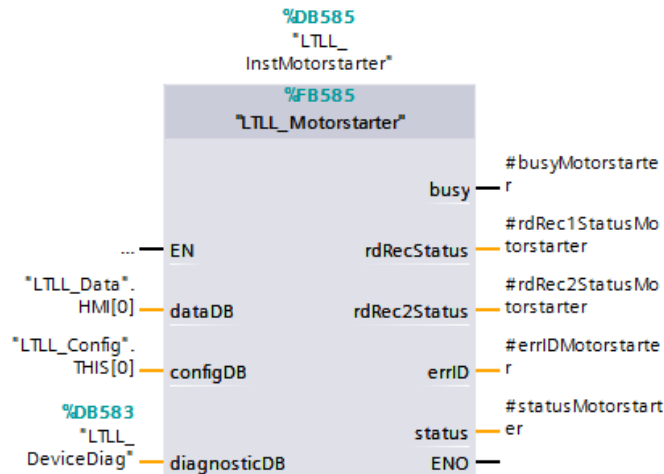 %DB585
"LTLL_
InstMotorstarter"
%FB585
"LTLL_Motorstarter"
#busyMotorstarte
busy
r
#rdRec1StatusMo
... EN
rdRecStatus
torstarter
"LTLL_Data".
#rdRec2StatusMo
HMI[0]
dataDB
rdRec2Status
torstarter
"LTLL_Config".
#errIDMotorstarte
THIS[0]
configDB
errID
r
%DB583
#statusMotorstart
"LTLL_
status
er
DeviceDiag"
diagnosticDB
ENO